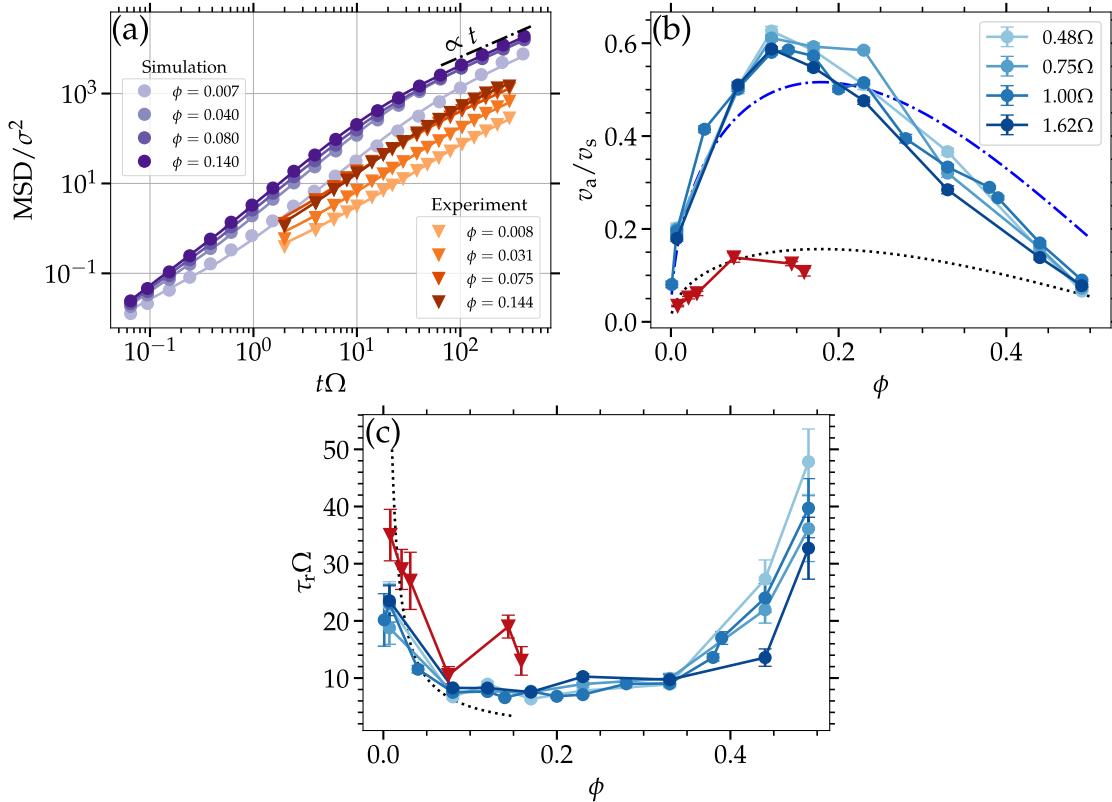 (a)
∝ t
Simulation
ϕ = 0.007
ϕ = 0.040
ϕ = 0.080
ϕ = 0.140
Experiment
ϕ = 0.008
ϕ = 0.031
ϕ = 0.075
ϕ = 0.144
MSD/σ²
10³
10¹
10⁻¹
10⁻¹ 10⁰ 10¹ 10²
tΩ
(b)
0.48Ω
0.75Ω
1.00Ω
1.62Ω
vₐ/vₛ
0.6
0.4
0.2
0.0
0.0 0.2 0.4
ϕ
(c)
τᵣΩ
50
40
30
20
10
0.0 0.2 0.4
ϕ